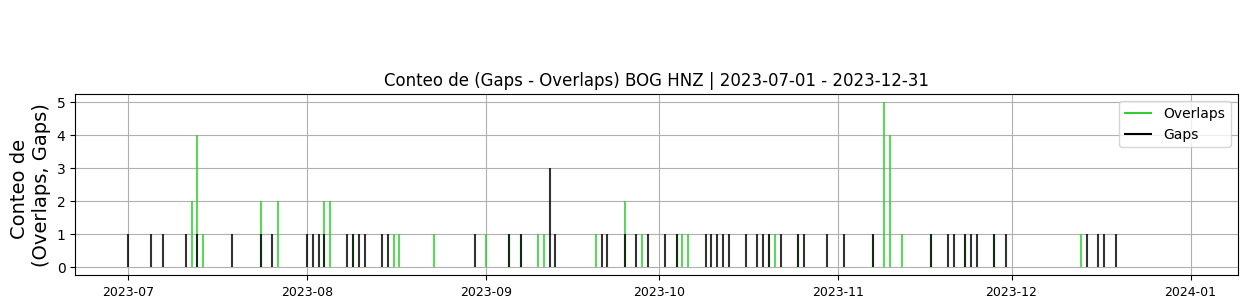 Conteo de (Gaps - Overlaps) BOG HNZ | 2023-07-01 - 2023-12-31
Conteo de
(Overlaps, Gaps)
5
4
3
2
1
0
Overlaps
Gaps
2023-07
2023-08
2023-09
2023-10
2023-11
2023-12
2024-01